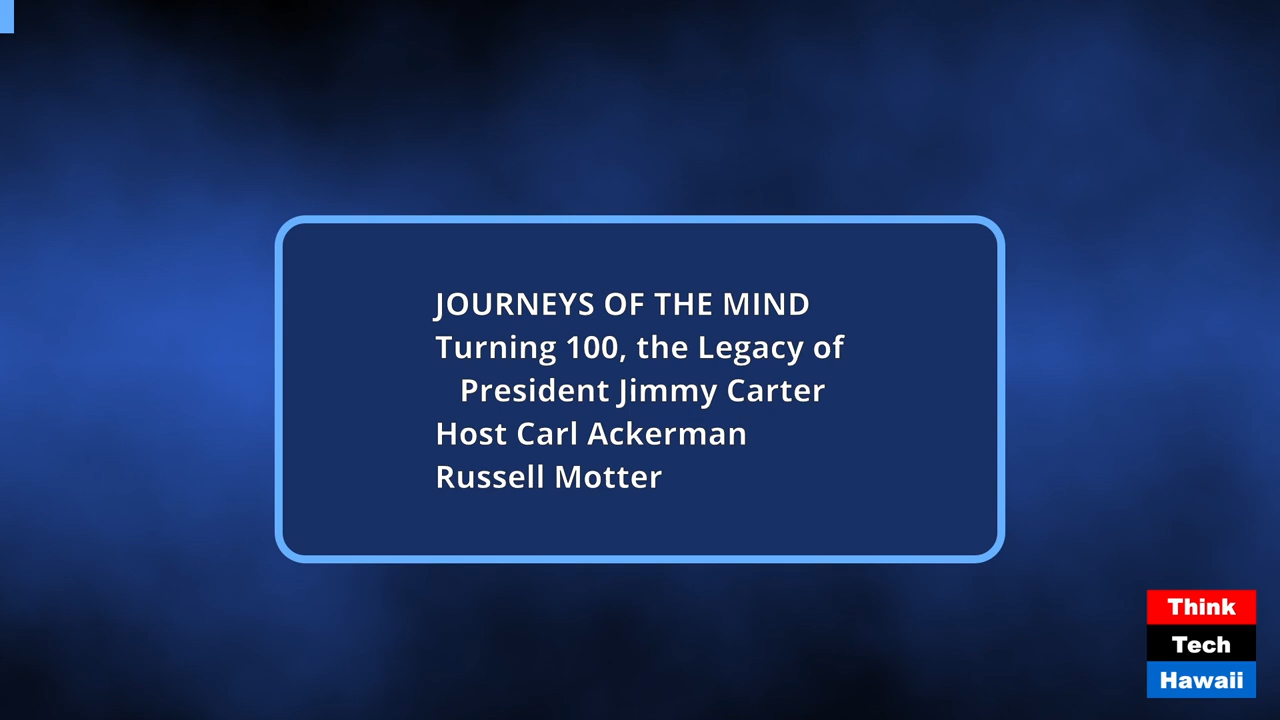 JOURNEYS OF THE MIND
Turning 100, the Legacy of
President Jimmy Carter
Host Carl Ackerman
Russell Motter
Think
Tech
Hawaii